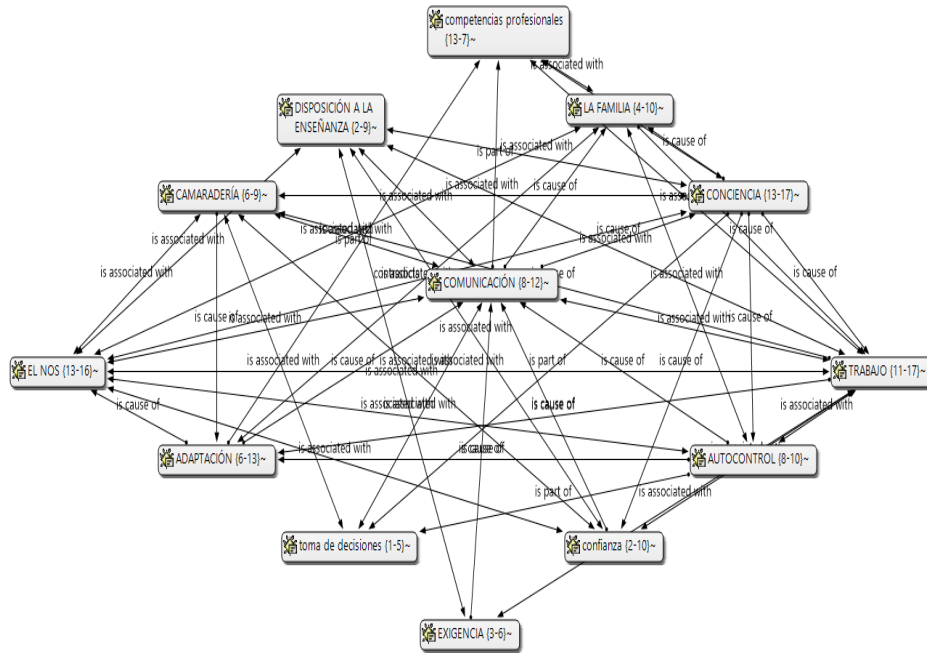 competencias profesionales
{13-7}~
is associated with
DISPOSICIÓN A LA
ENSEÑANZA {2-9}~
LA FAMILIA {4-10}~
is cause of
is associated with
is part of
is associated with
is cause of
CAMARADERÍA {6-9}~
is associated with
CONCIENCIA {13-17}~
is associated with
is part of
is associated with
is cause of
is associated with
is associated with
is cause of
COMUNICACIÓN {8-12}~
is associated with
is cause of
is associated with
is associated with
is cause of
is associated with
is associated with
is cause of
is associated with
is associated with
is part of
is cause of
is cause of
EL NOS {13-16}~
TRABAJO {11-17}~
is associated with
is cause of
is cause of
is associated with
is associated with
is cause of
ADAPTACIÓN {6-13}~
AUTOCONTROL {8-10}~
is part of
is associated with
toma de decisiones {1-5}~
confianza {2-10}~
EXIGENCIA {3-6}~